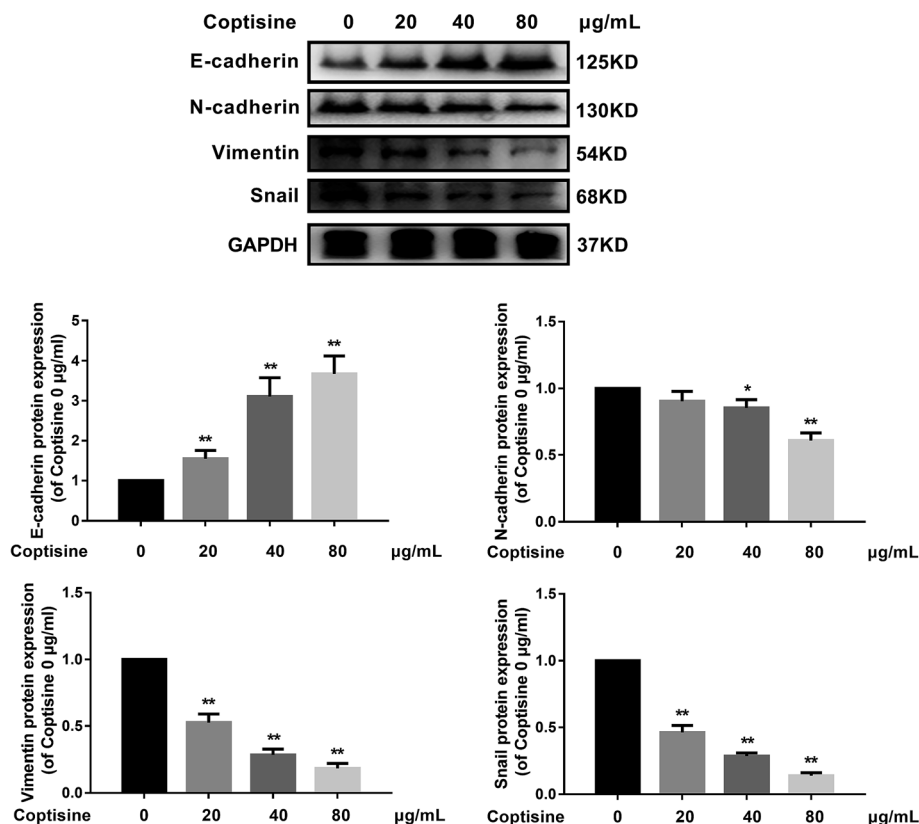 Coptisine 0 20 40 80 µg/mL
E-cadherin 125KD
N-cadherin 130KD
Vimentin 54KD
Snail 68KD
GAPDH 37KD
E-cadherin protein expression
(of Coptisine 0 µg/ml)
5
4
3
2
1
0
** ** **
Coptisine 0 20 40 80 µg/mL
N-cadherin protein expression
(of Coptisine 0 µg/ml)
1.5
1.0
0.5
0.0
* **
Coptisine 0 20 40 80 µg/mL
Vimentin protein expression
(of Coptisine 0 µg/ml)
1.5
1.0
0.5
0.0
** ** **
Coptisine 0 20 40 80 µg/mL
Snail protein expression
(of Coptisine 0 µg/ml)
1.5
1.0
0.5
0.0
** ** **
Coptisine 0 20 40 80 µg/mL